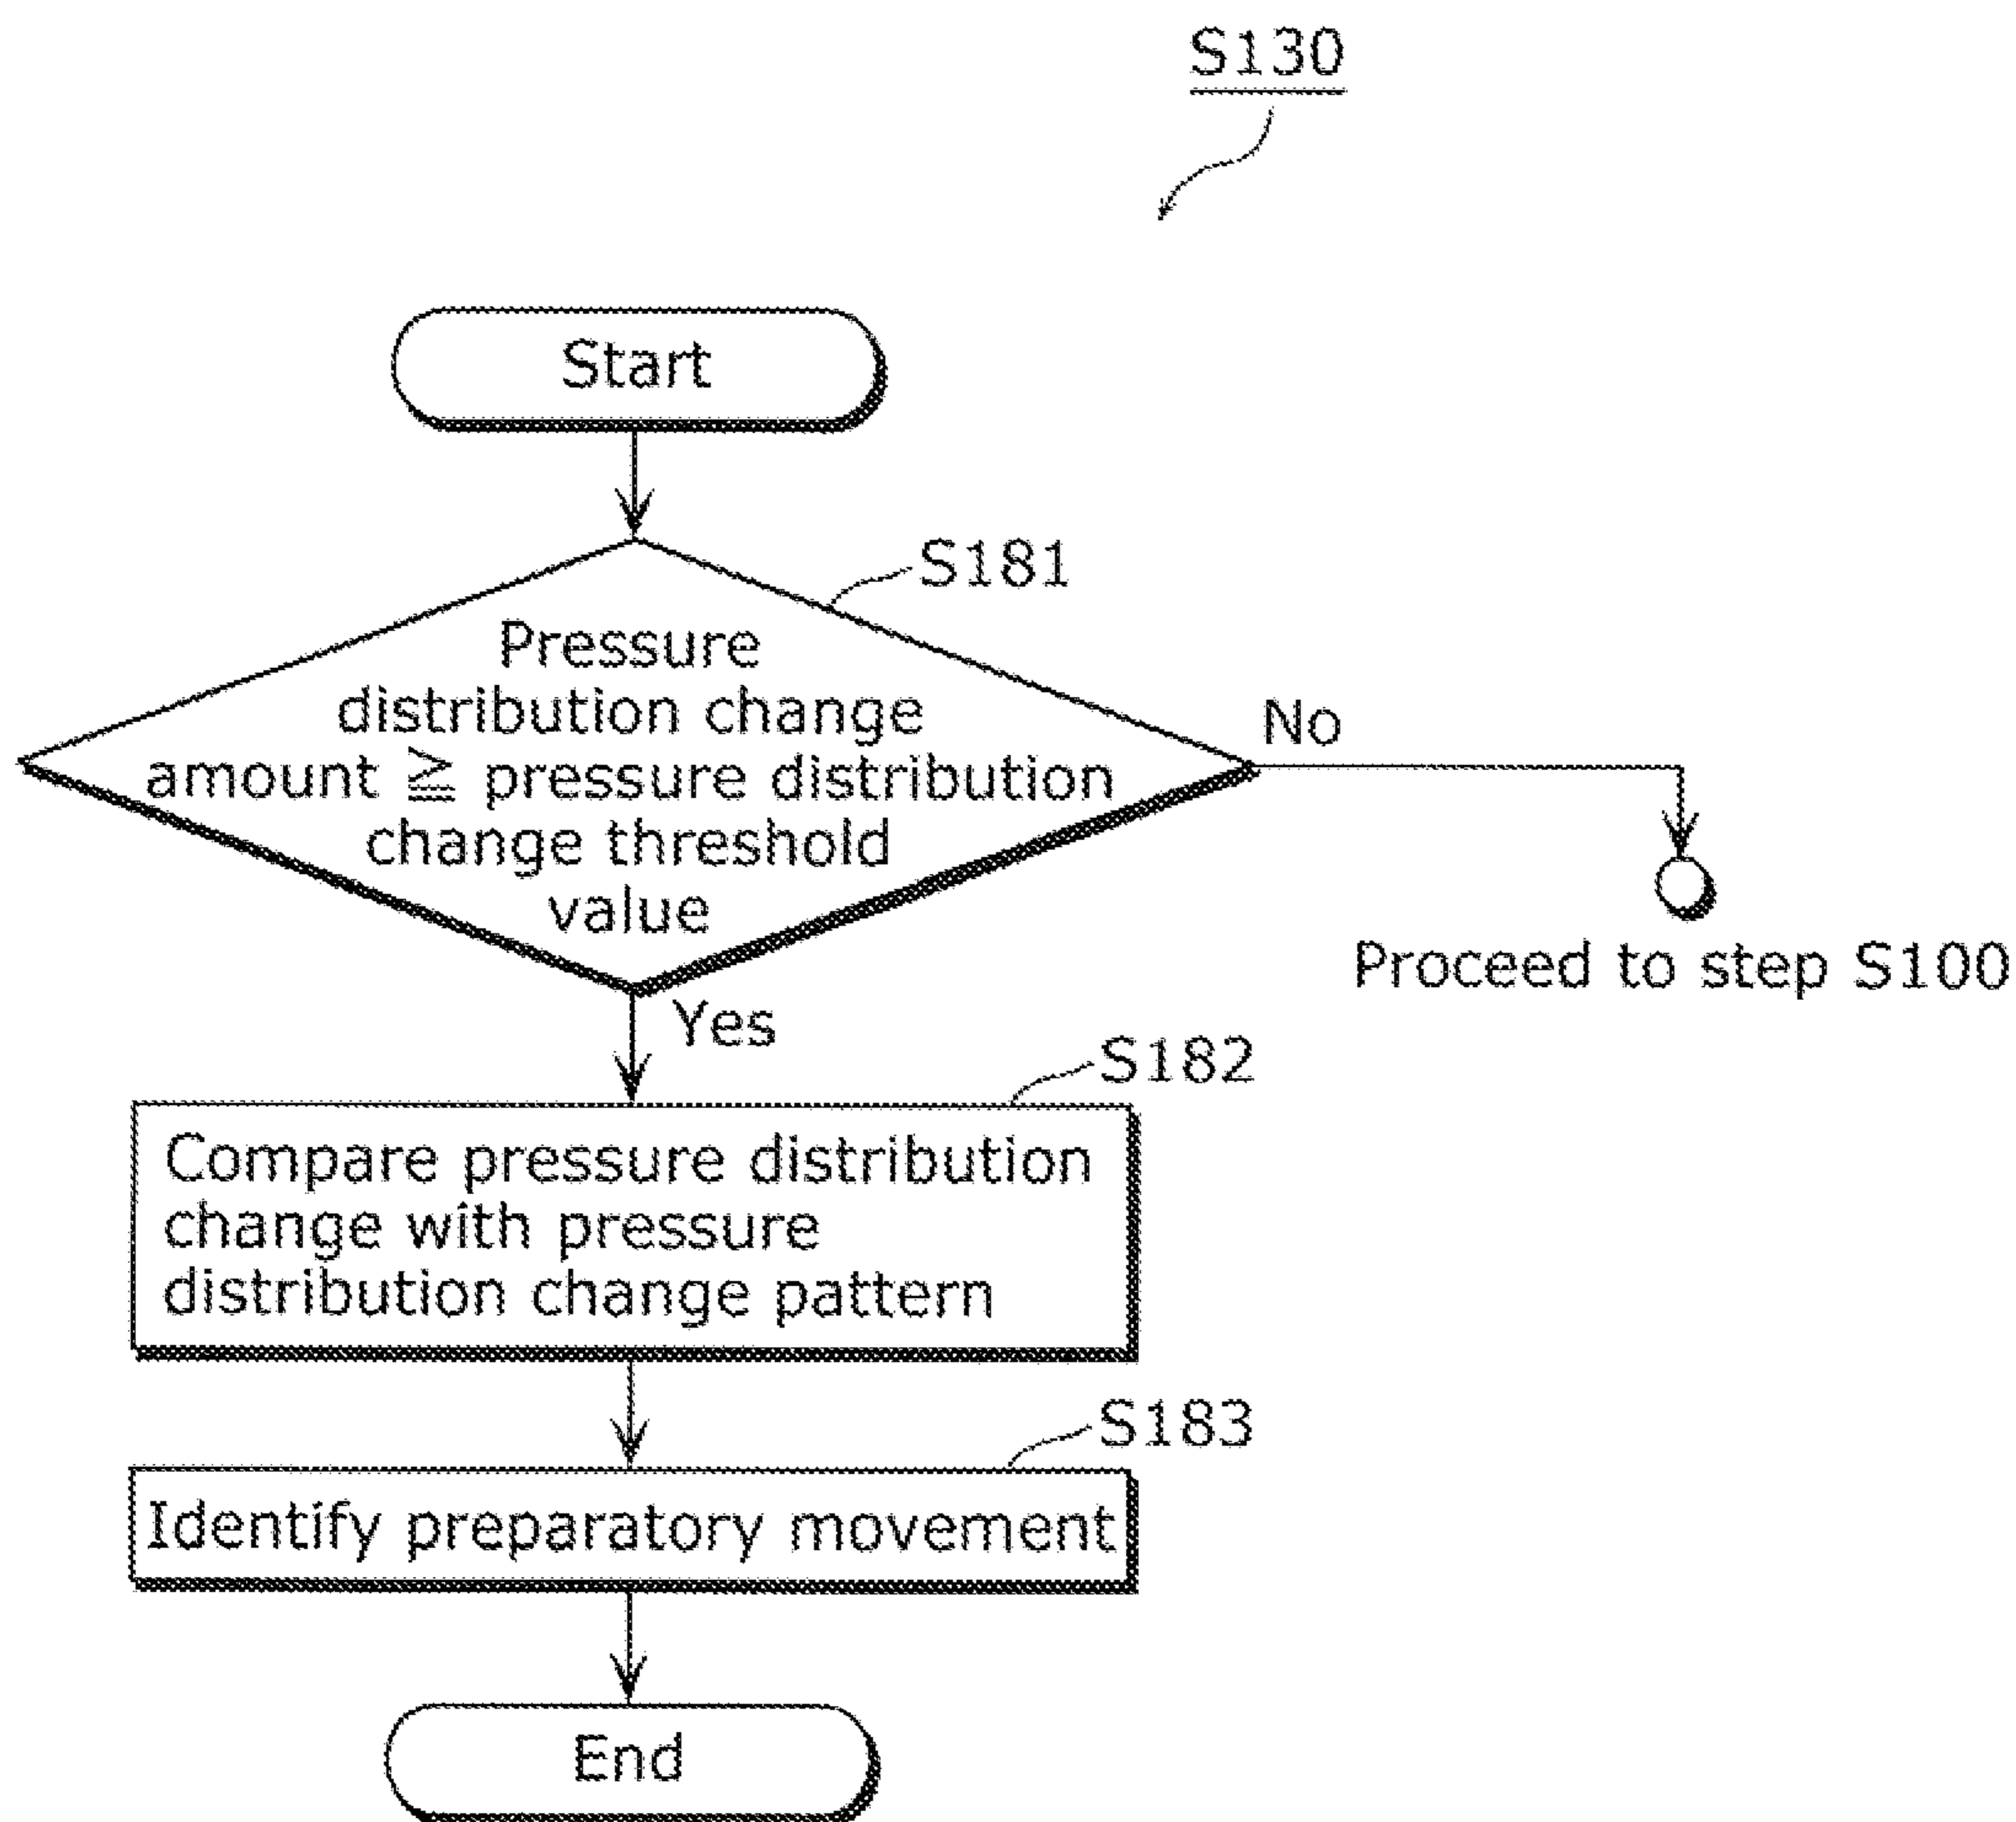 S130
Start
S181
Pressure
distribution change
amount ≧ pressure distribution
change threshold
value
No
Proceed to step S100
Yes
S182
Compare pressure distribution
change with pressure
distribution change pattern
S183
Identify preparatory movement
End